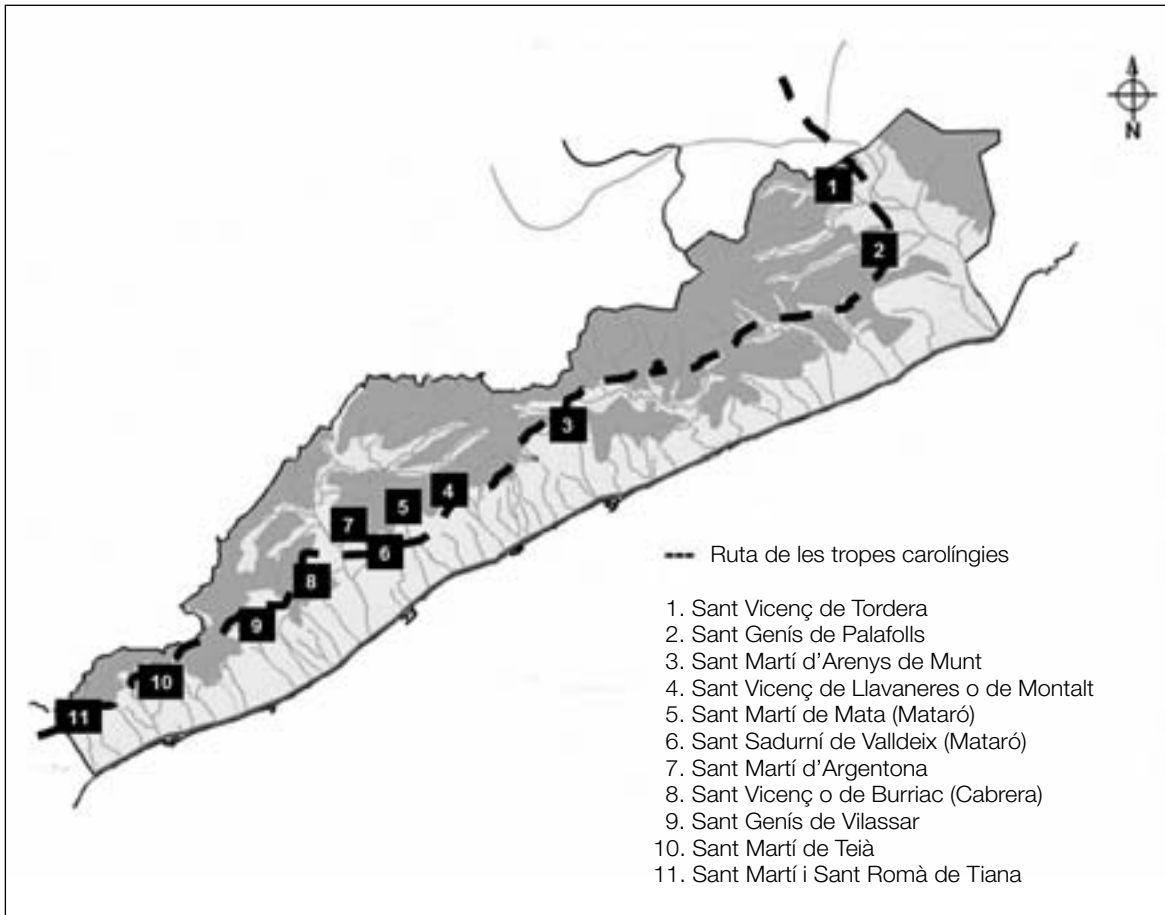 N
1
2
3
4
5
7
6
8
9
10
11
Ruta de les tropes carolíngies
1. Sant Vicenç de Tordera
2. Sant Genís de Palafolls
3. Sant Martí d'Arenys de Munt
4. Sant Vicenç de Llavaneres o de Montalt
5. Sant Martí de Mata (Mataró)
6. Sant Sadurní de Valldeix (Mataró)
7. Sant Martí d'Argentona
8. Sant Vicenç o de Burriac (Cabrera)
9. Sant Genís de Vilassar
10. Sant Martí de Teià
11. Sant Martí i Sant Romà de Tiana